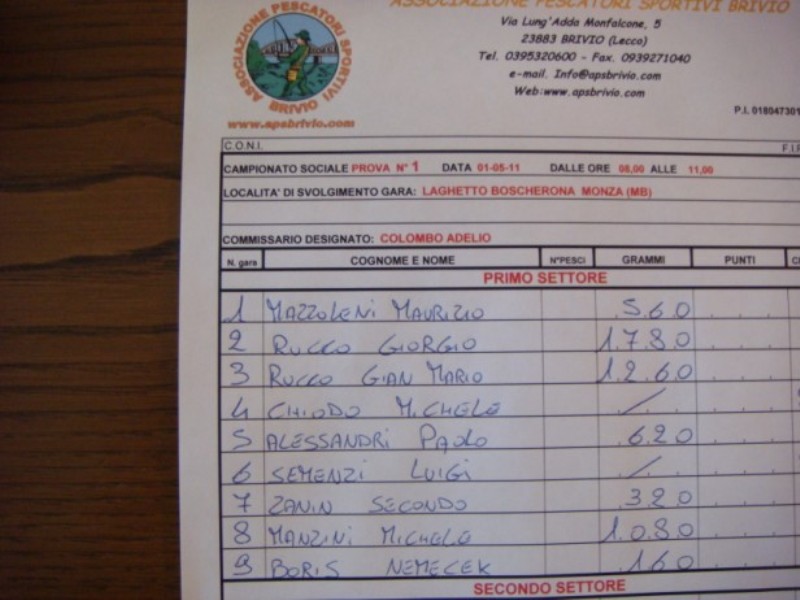 ASSOCIAZIONE PESCATORI SPORTIVI BRIVIO
ASSOCIAZIONE PESCATORI SPORTIVI BRIVIO
www.apsbrivio.com
Via Lung'Adda Monfalcone, 5
23883 BRIVIO (Lecco)
Tel. 0395320600 - Fax. 0939271040
e-mail. Info@apsbrivio.com
Web:www.apsbrivio.com
P.I. 018047301
C.O.N.I. F.I.P
CAMPIONATO SOCIALE PROVA N° 1 DATA 01-05-11 DALLE ORE 08,00 ALLE 11,00
LOCALITA' DI SVOLGIMENTO GARA: LAGHETTO BOSCHERONA MONZA (MB)
COMMISSARIO DESIGNATO: COLOMBO ADELIO
N. gara COGNOME E NOME N°PESCI GRAMMI PUNTI
PRIMO SETTORE
1 MAZZOLENI MAURIZIO 560
2 RUCCO GIORGIO 1780
3 RUCCO GIAN MARIO 1260
4 CHIODO MICHELE /
5 ALESSANDRI PAOLO 620
6 SEMENZI LUIGI /
7 ZANIN SECONDO 320
8 MANZINI MICHELE 1080
9 BORIS NEMECEK 160
SECONDO SETTORE